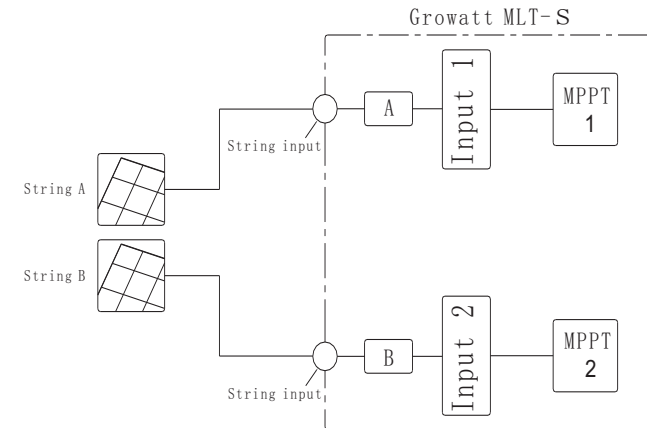 Growatt MLT-S
A
Input 1
MPPT
1
String input
String A
String B
B
Input 2
MPPT
2
String input